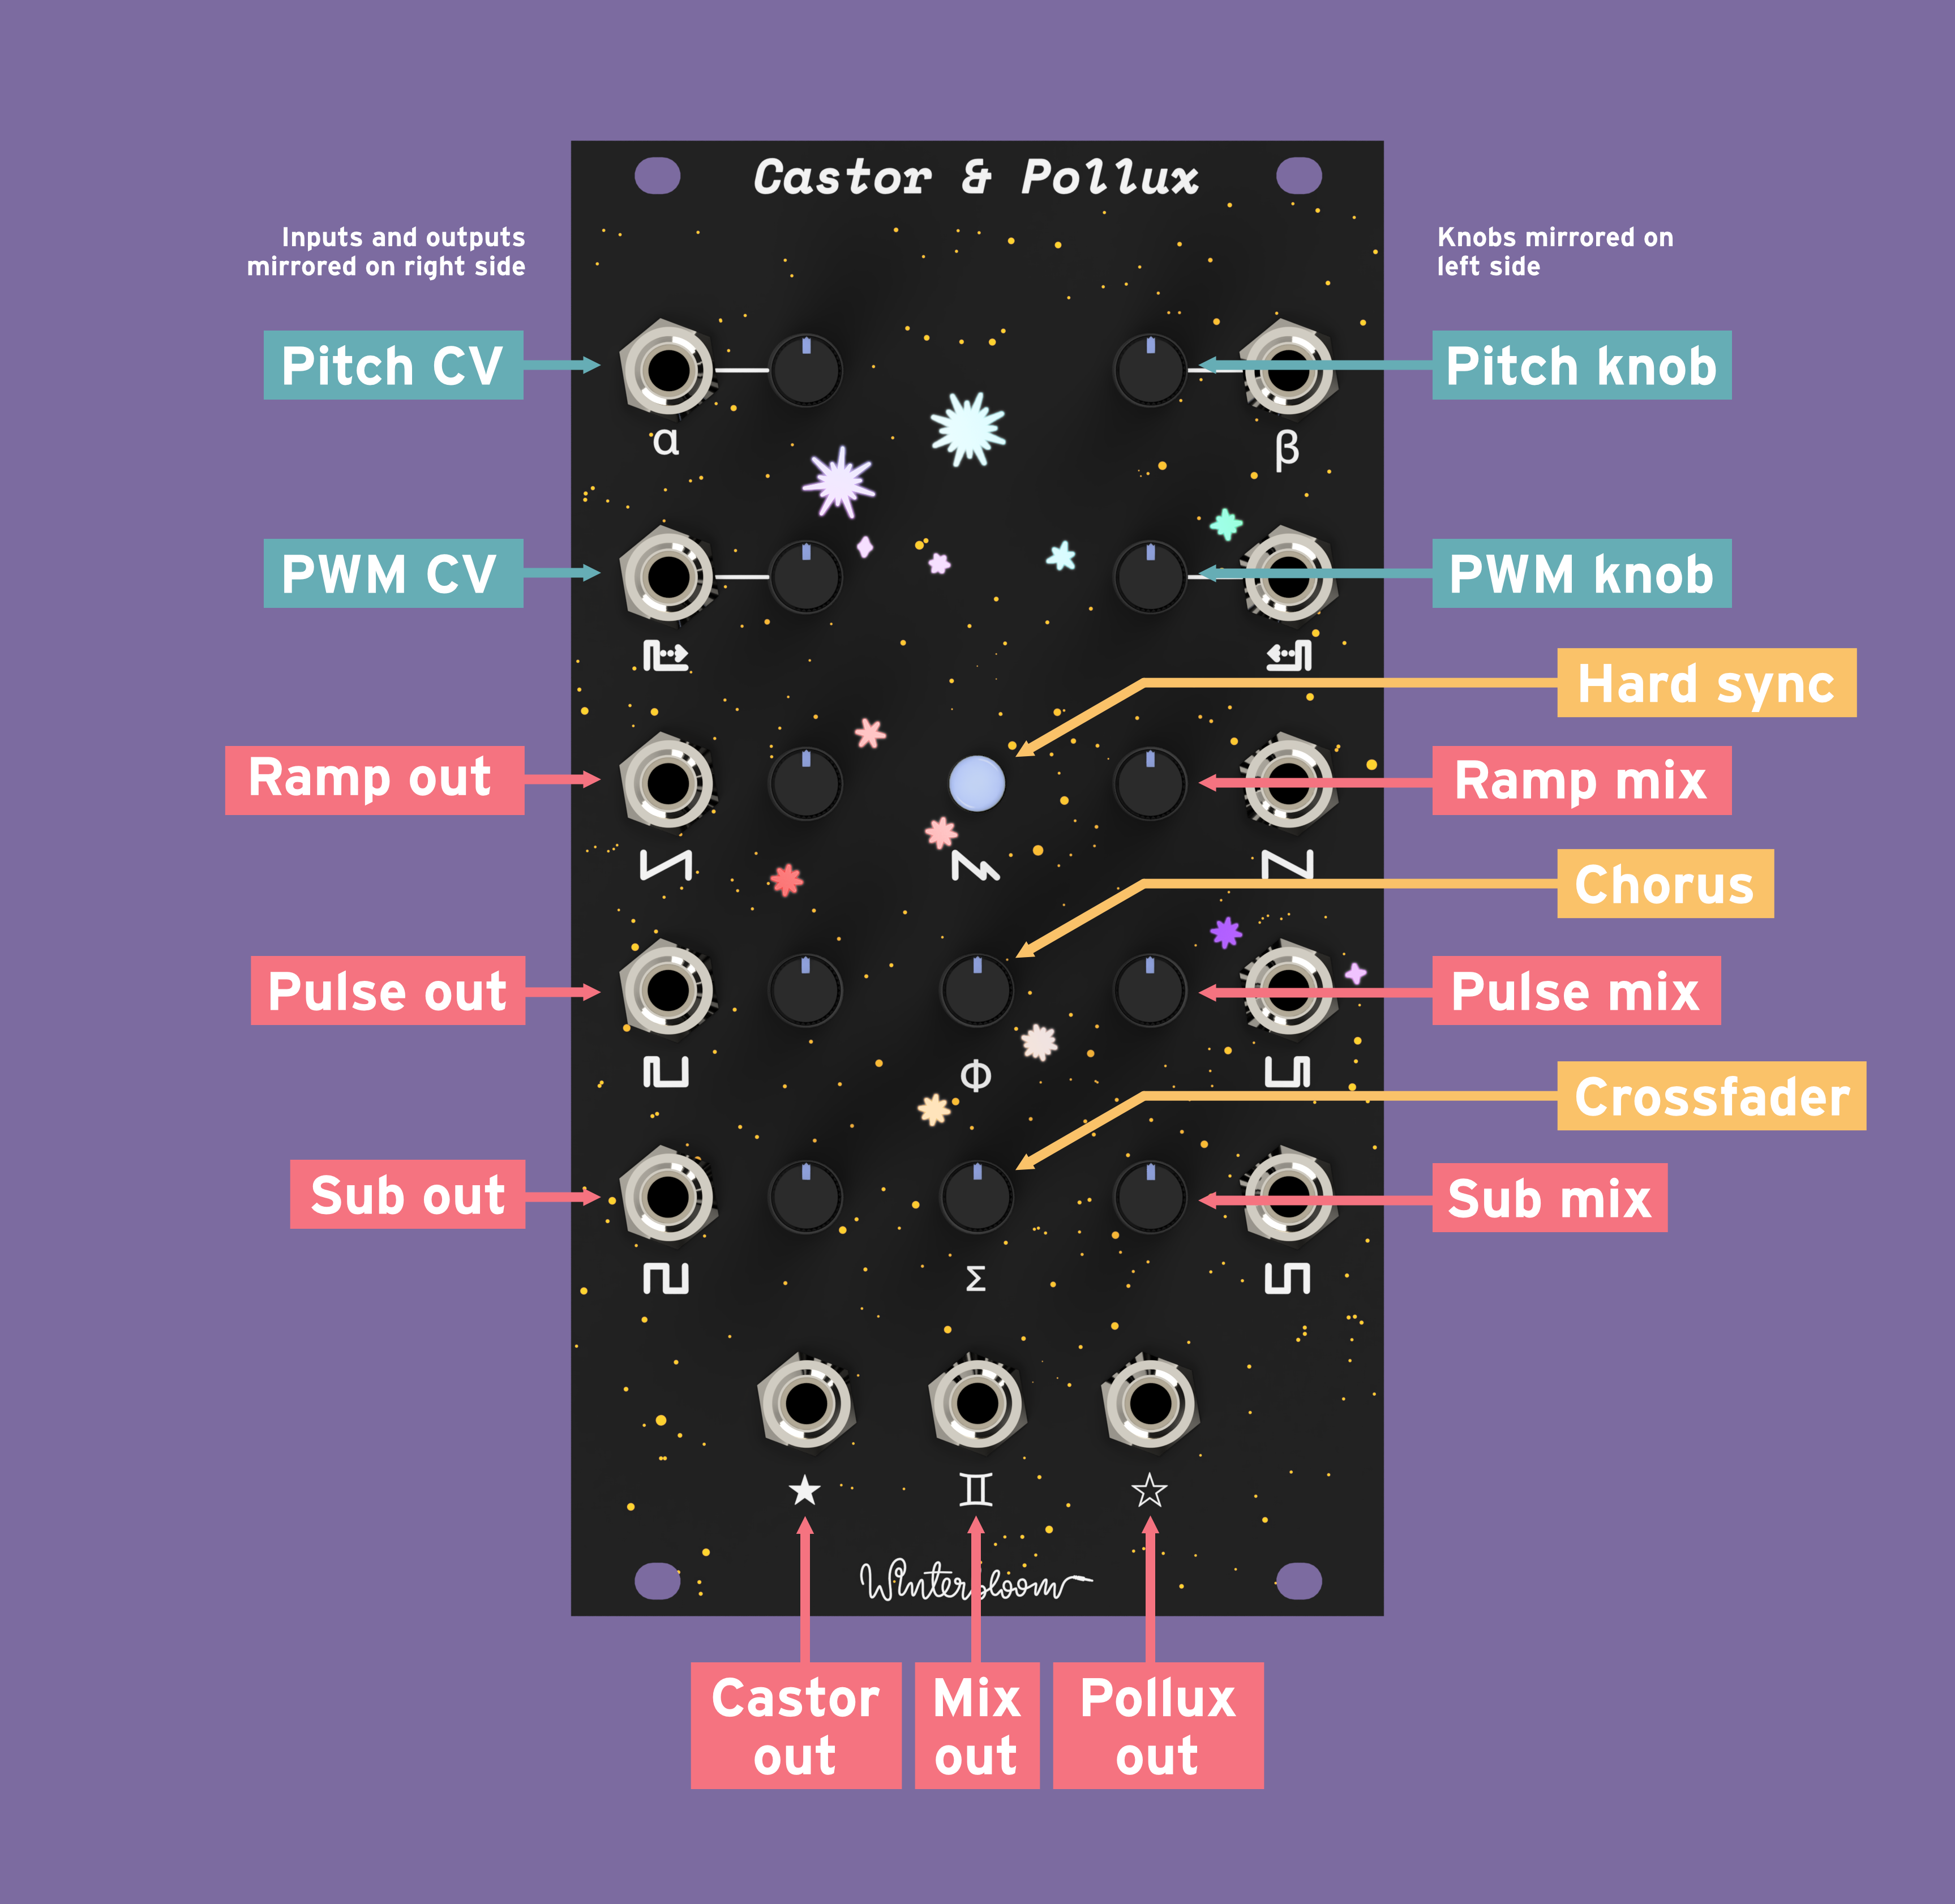 Castor & Pollux
Inputs and outputs
mirrored on right side
Knobs mirrored on
left side
Pitch CV
Pitch knob
α
β
PWM CV
PWM knob
Hard sync
Ramp out
Ramp mix
Chorus
Pulse out
Pulse mix
Φ
Crossfader
Sub out
Sub mix
Σ
★
♊
☆
Winterbloom
Castor
out
Mix
out
Pollux
out